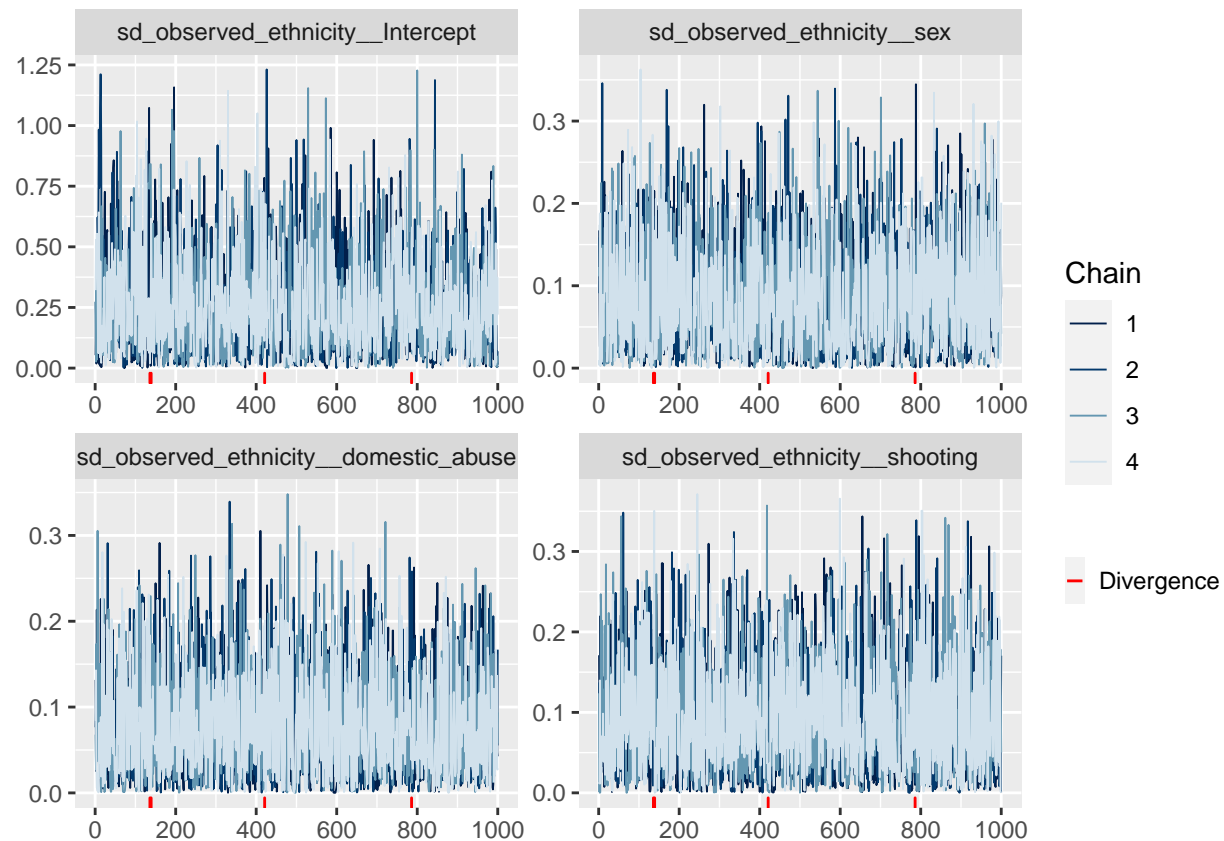 sd_observed_ethnicity__Intercept
1.25
1.00
0.75
0.50
0.25
0.00
0 200 400 600 800 1000
sd_observed_ethnicity__sex
0.3
0.2
0.1
0.0
0 200 400 600 800 1000
sd_observed_ethnicity__domestic_abuse
0.3
0.2
0.1
0.0
0 200 400 600 800 1000
sd_observed_ethnicity__shooting
0.3
0.2
0.1
0.0
0 200 400 600 800 1000
Chain
1
2
3
4
Divergence